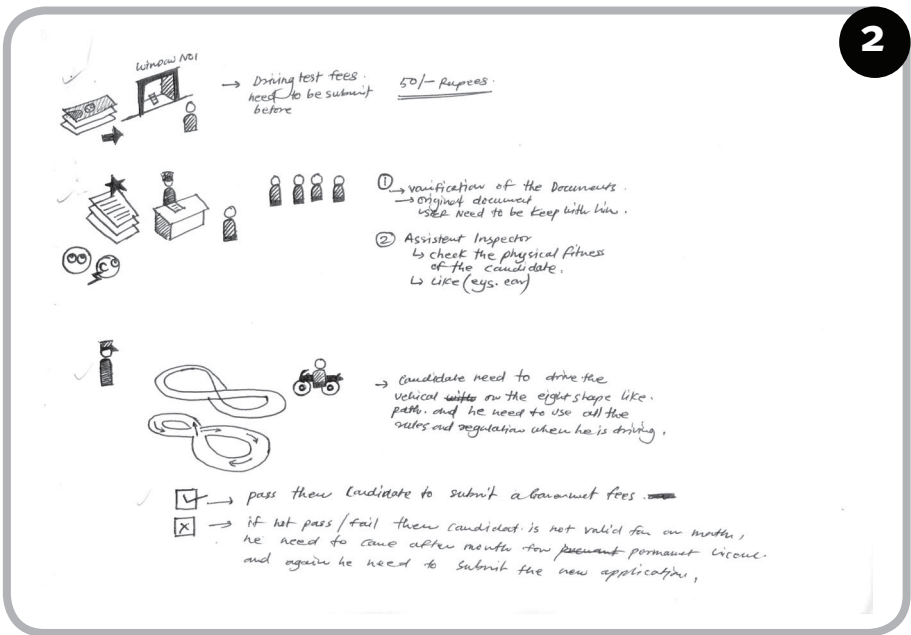 2
Window No1
→ Driving test fees.
need to be submit
before
50/- Rupees.
① → varification of the Documents.
→ original document
USER Need to be keep with him.
② Assistent Inspector
↳ check the physical fitness
of the candidate.
↳ Like (eys. ear)
→ Candidate need to drive the
vehical on the eight shape like.
path. and he need to use all the
rules and regulation when he is driving.
→ pass then Candidate to submit a fees.
→ if not pass/fail then candidat is not valid for on month,
he need to come after month for permanet licenc.
and again he need to submit the new application,